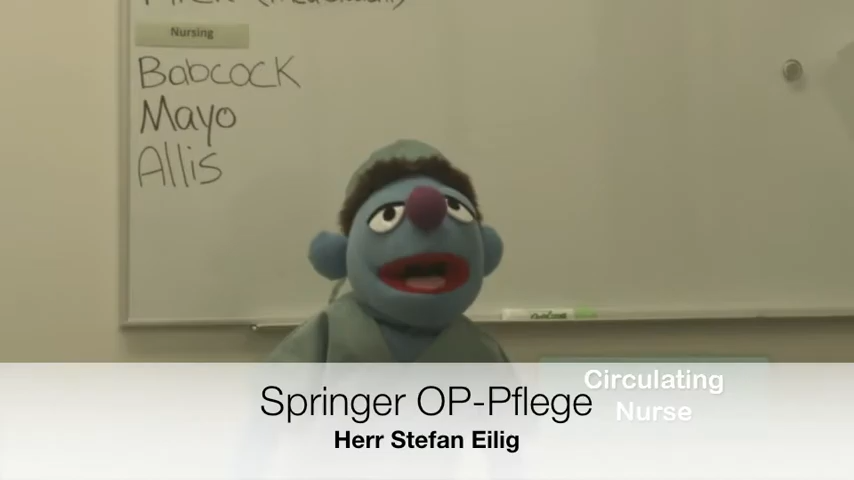 Nursing
Babcock
Mayo
Allis
Circulating
Nurse
Springer OP-Pflege
Herr Stefan Eilig